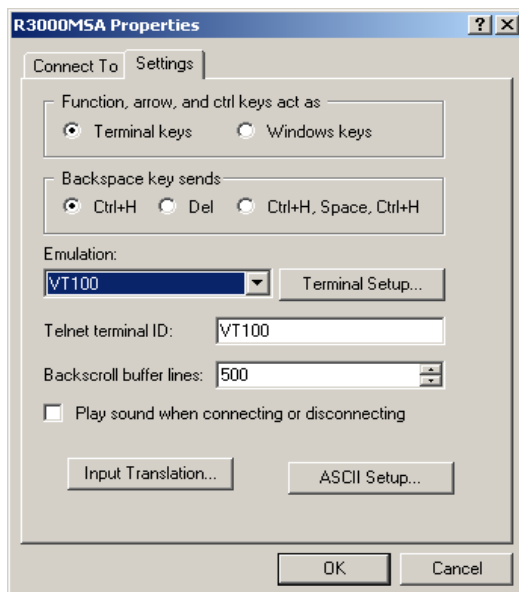 R3000MSA Properties
Connect To Settings
Function, arrow, and ctrl keys act as
Terminal keys Windows keys
Backspace key sends
Ctrl+H Del Ctrl+H, Space, Ctrl+H
Emulation:
VT100 Terminal Setup...
Telnet terminal ID: VT100
Backscroll buffer lines: 500
Play sound when connecting or disconnecting
Input Translation... ASCII Setup...
OK Cancel